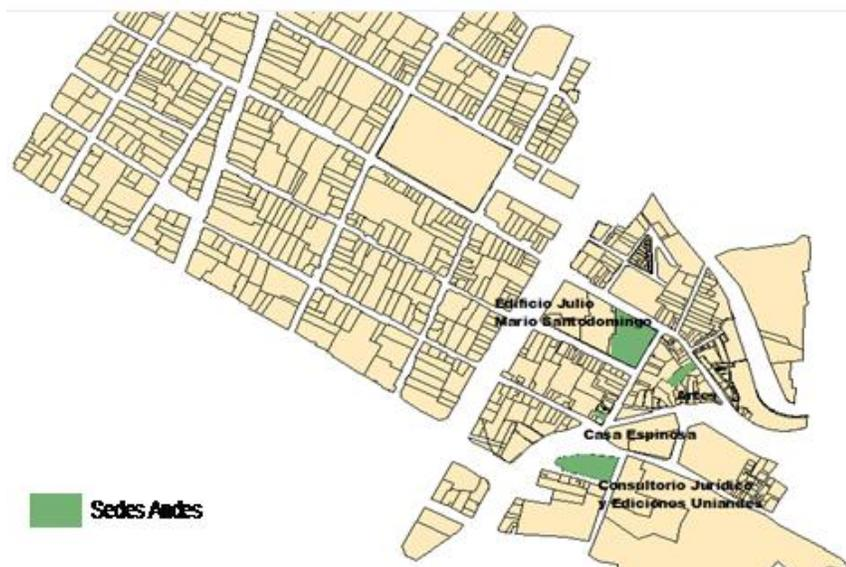 Edificio Julio
Mario Santodomingo
Artes
Casa Espinosa
Consultorio Jurídico
y Ediciones Uniandes
Sedes Andes